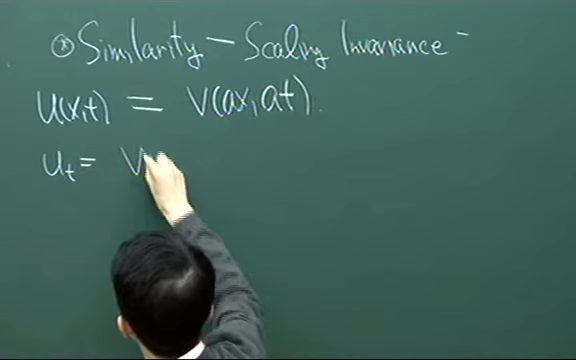 ⊛ Similarity - Scaling Invariance -
u(x,t) = v(ax, at).
u_t = v